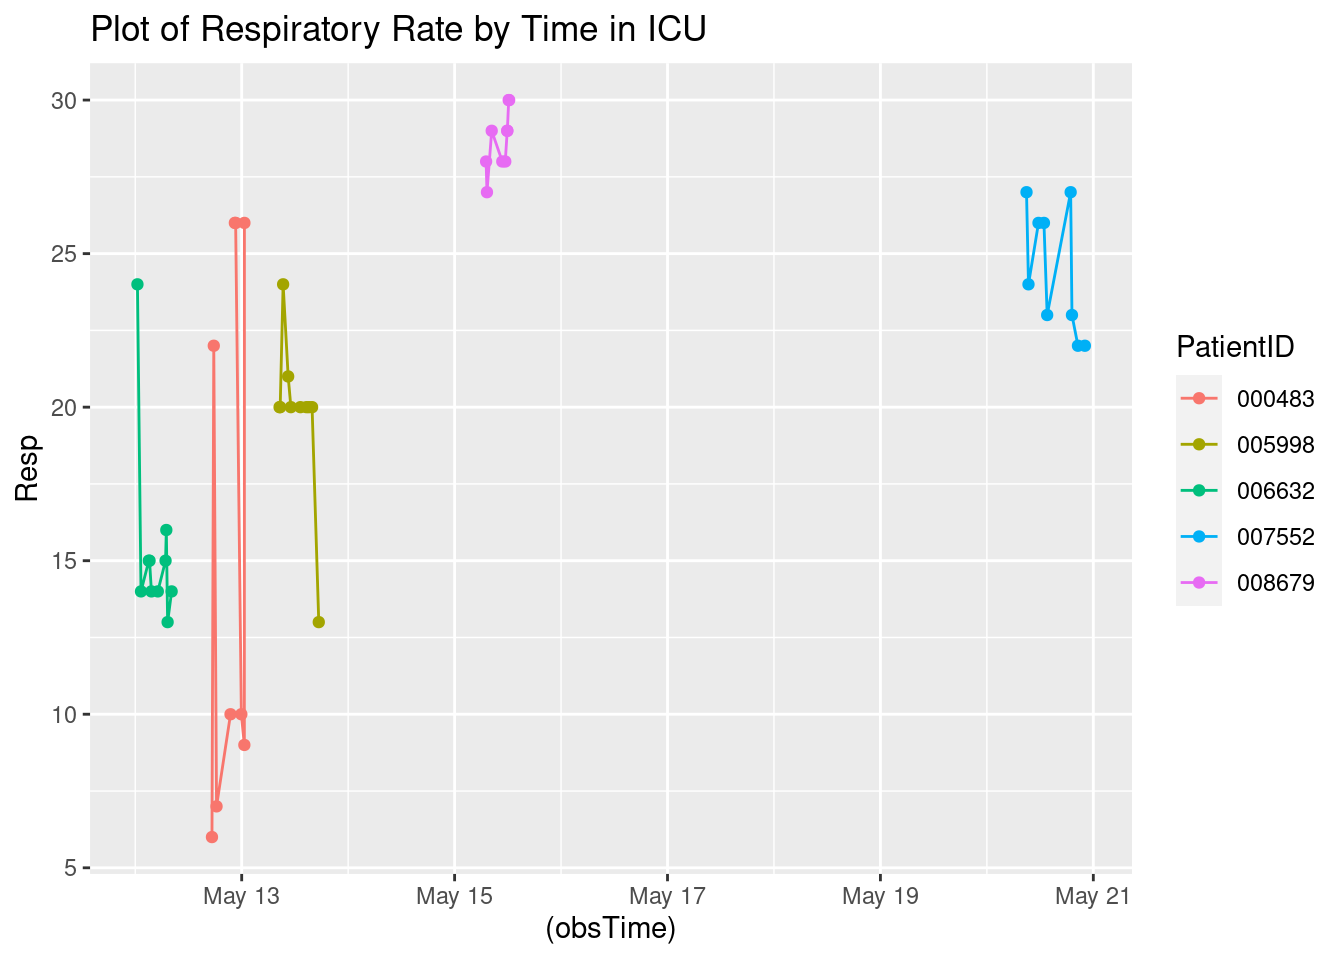 Plot of Respiratory Rate by Time in ICU
30
25
20
15
10
5
Resp
May 13
May 15
May 17
May 19
May 21
(obsTime)
PatientID
000483
005998
006632
007552
008679